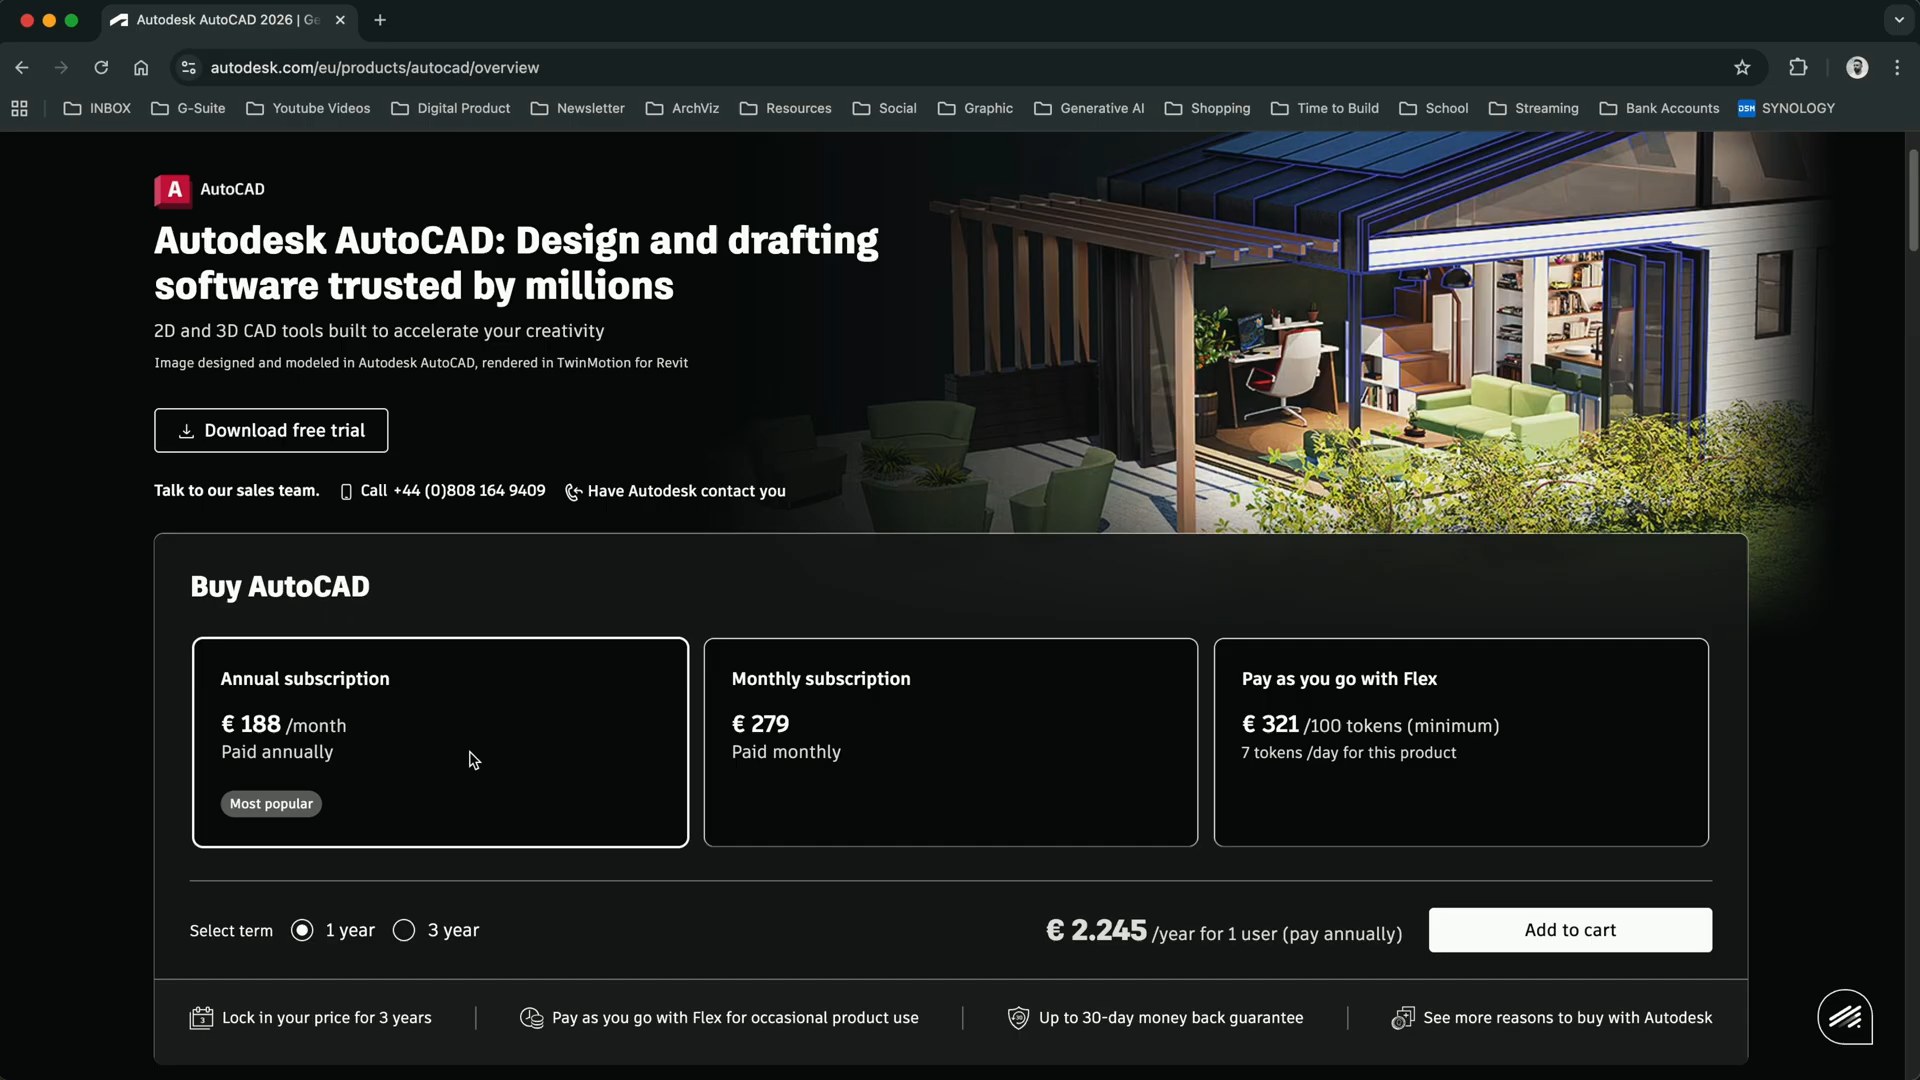 Autodesk AutoCAD 2026 | Ge
autodesk.com/eu/products/autocad/overview
INBOX
G-Suite
Youtube Videos
Digital Product
Newsletter
ArchViz
Resources
Social
Graphic
Generative AI
Shopping
Time to Build
School
Streaming
Bank Accounts
DSM SYNOLOGY
A AutoCAD
Autodesk AutoCAD: Design and drafting
software trusted by millions
2D and 3D CAD tools built to accelerate your creativity
Image designed and modeled in Autodesk AutoCAD, rendered in TwinMotion for Revit
Download free trial
Talk to our sales team. Call +44 (0)808 164 9409 Have Autodesk contact you
Buy AutoCAD
Annual subscription
€ 188 /month
Paid annually
Most popular
Monthly subscription
€ 279
Paid monthly
Pay as you go with Flex
€ 321 /100 tokens (minimum)
7 tokens /day for this product
Select term 1 year 3 year
€ 2.245 /year for 1 user (pay annually)
Add to cart
Lock in your price for 3 years
Pay as you go with Flex for occasional product use
Up to 30-day money back guarantee
See more reasons to buy with Autodesk